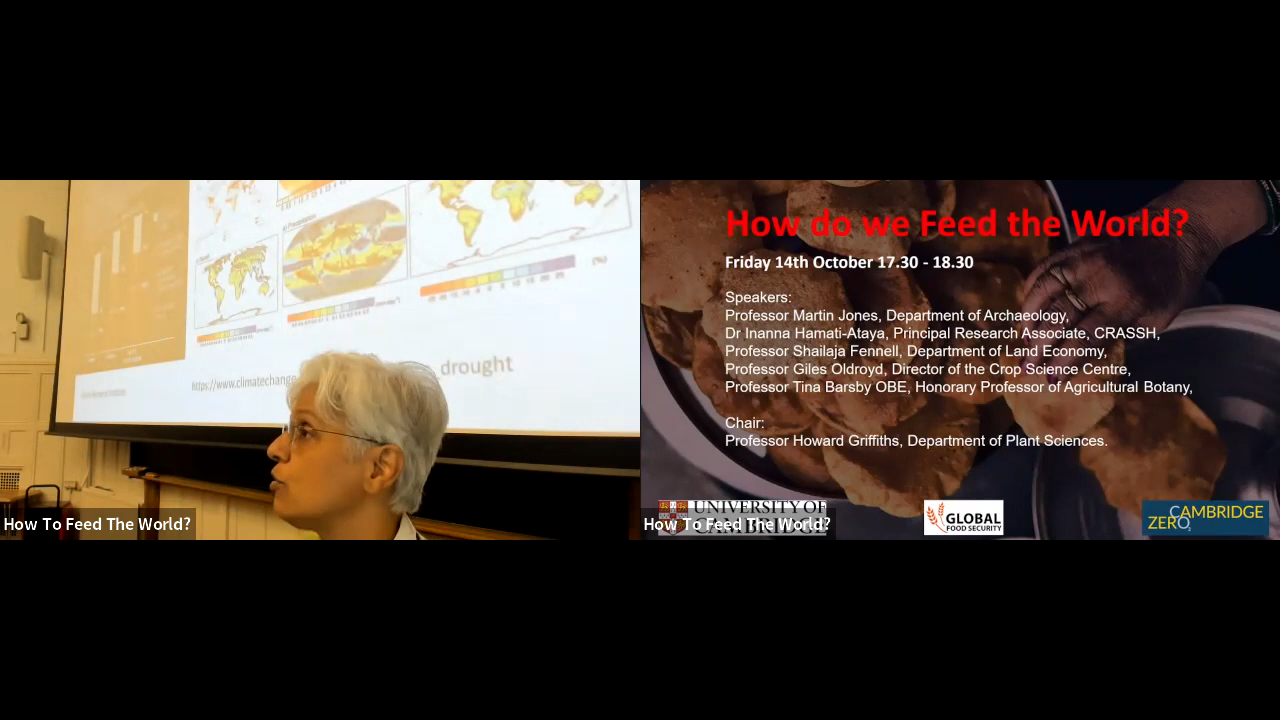 https://www.climatechange
drought
How To Feed The World?
How do we Feed the World?
Friday 14th October 17.30 - 18.30
Speakers:
Professor Martin Jones, Department of Archaeology,
Dr Inanna Hamati-Ataya, Principal Research Associate, CRASSH,
Professor Shailaja Fennell, Department of Land Economy,
Professor Giles Oldroyd, Director of the Crop Science Centre,
Professor Tina Barsby OBE, Honorary Professor of Agricultural Botany,
Chair:
Professor Howard Griffiths, Department of Plant Sciences.
UNIVERSITY OF
CAMBRIDGE
How To Feed The World?
GLOBAL
FOOD SECURITY
CAMBRIDGE
ZERO